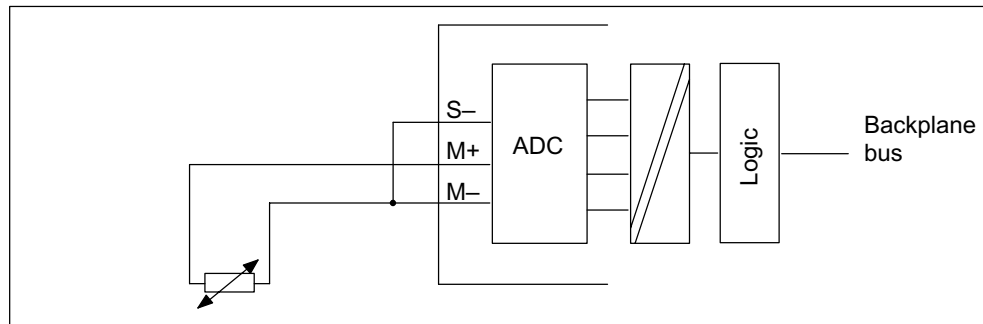 S–
M+
M–
ADC
Logic
Backplane
bus